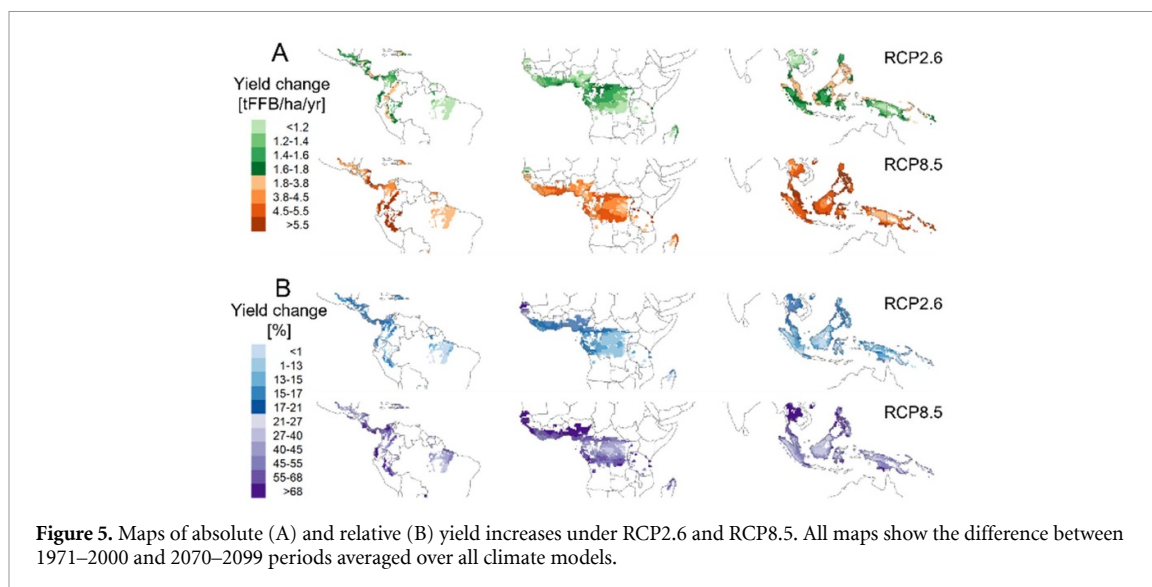 A
Yield change
[tFFB/ha/yr]
<1.2
1.2-1.4
1.4-1.6
1.6-1.8
1.8-3.8
3.8-4.5
4.5-5.5
>5.5
RCP2.6
RCP8.5
B
Yield change
[%]
<1
1-13
13-15
15-17
17-21
21-27
27-40
40-45
45-55
55-68
>68
RCP2.6
RCP8.5
Figure 5. Maps of absolute (A) and relative (B) yield increases under RCP2.6 and RCP8.5. All maps show the difference between
1971–2000 and 2070–2099 periods averaged over all climate models.